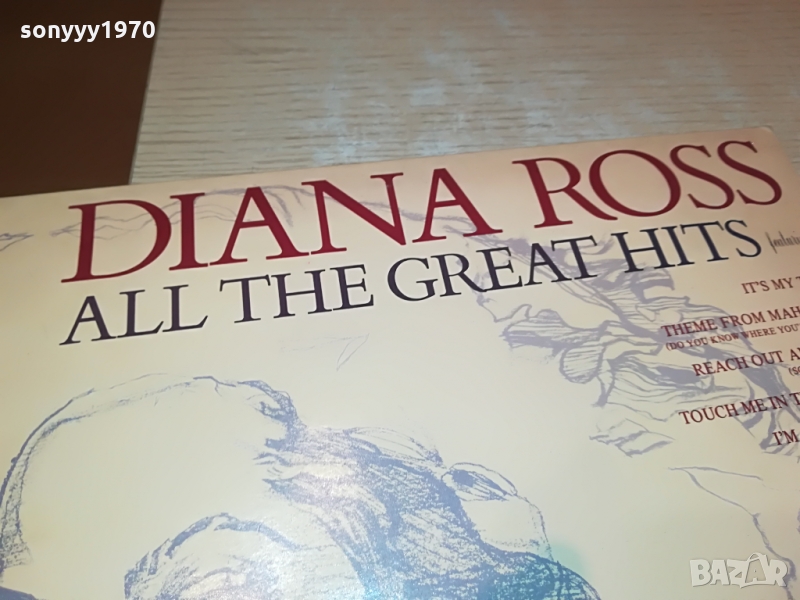 sonyyy1970
DIANA ROSS
ALL THE GREAT HITS
IT'S MY
THEME FROM MAH
(DO YOU KNOW WHERE YOU'
REACH OUT A
TOUCH ME IN T
I'M
BAZAR